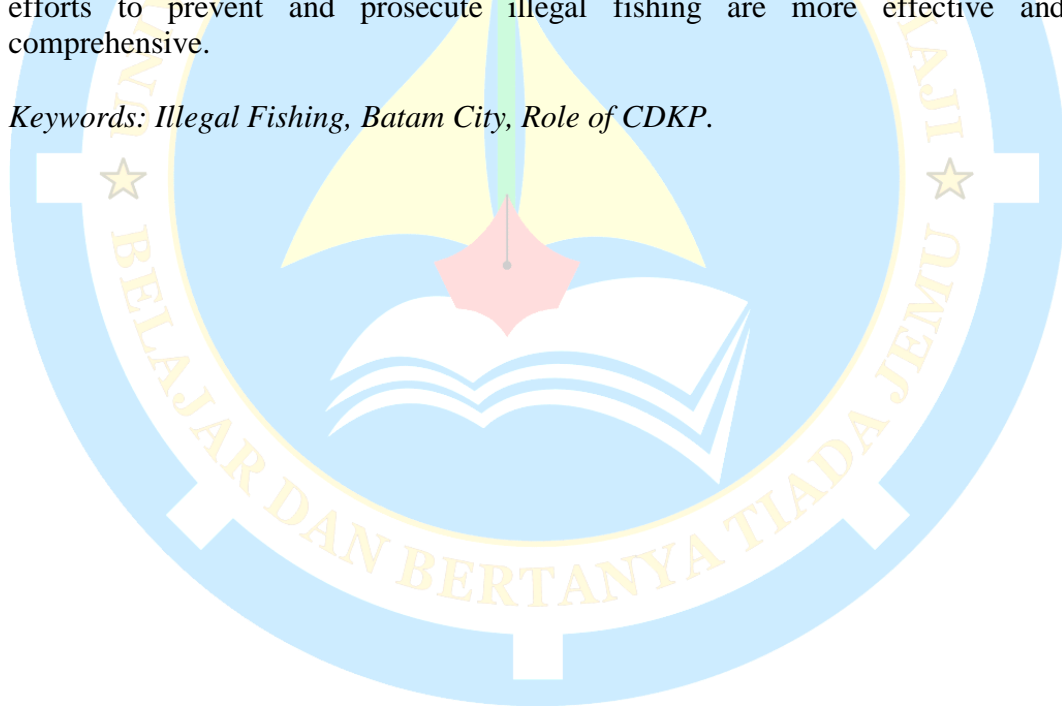 efforts to prevent and prosecute illegal fishing are more effective and
comprehensive.
Keywords: Illegal Fishing, Batam City, Role of CDKP.
BELAJAR DAN BERTANYA TIADA JEMU